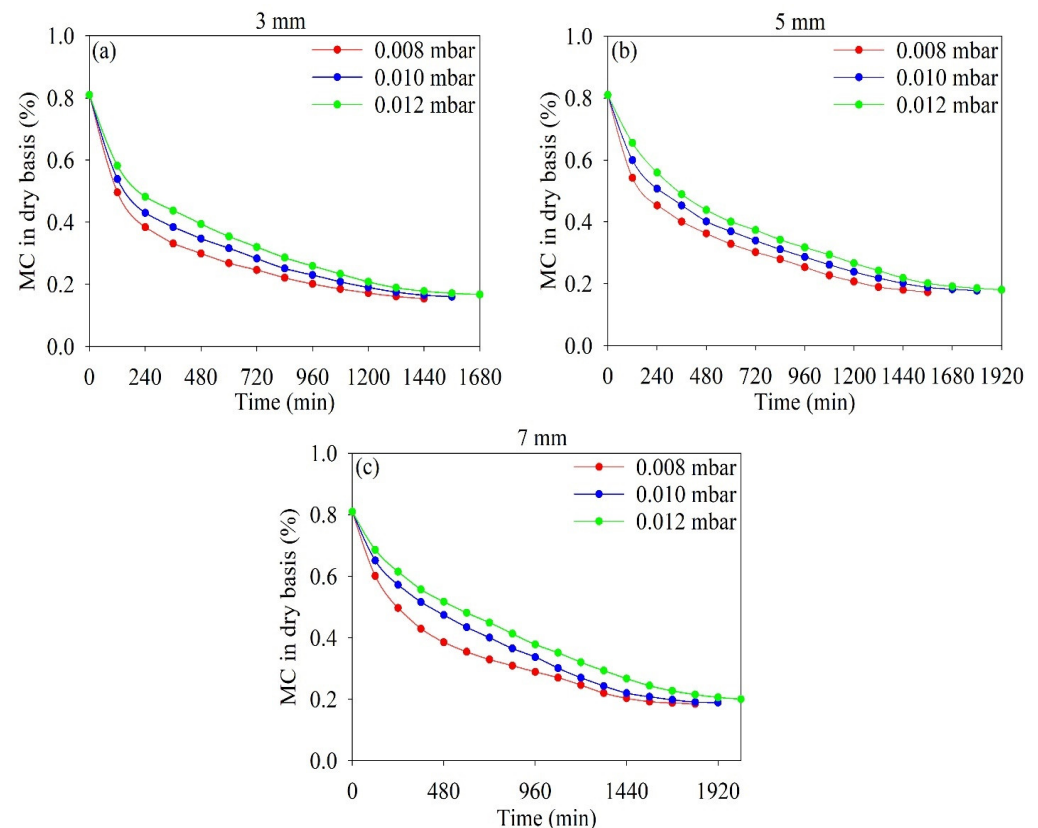 3 mm
(a)
0.008 mbar
0.010 mbar
0.012 mbar
1.0
0.8
0.6
0.4
0.2
0.0
MC in dry basis (%)
0 240 480 720 960 1200 1440 1680
Time (min)
5 mm
(b)
0.008 mbar
0.010 mbar
0.012 mbar
1.0
0.8
0.6
0.4
0.2
0.0
MC in dry basis (%)
0 240 480 720 960 1200 1440 1680 1920
Time (min)
7 mm
(c)
0.008 mbar
0.010 mbar
0.012 mbar
1.0
0.8
0.6
0.4
0.2
0.0
MC in dry basis (%)
0 480 960 1440 1920
Time (min)